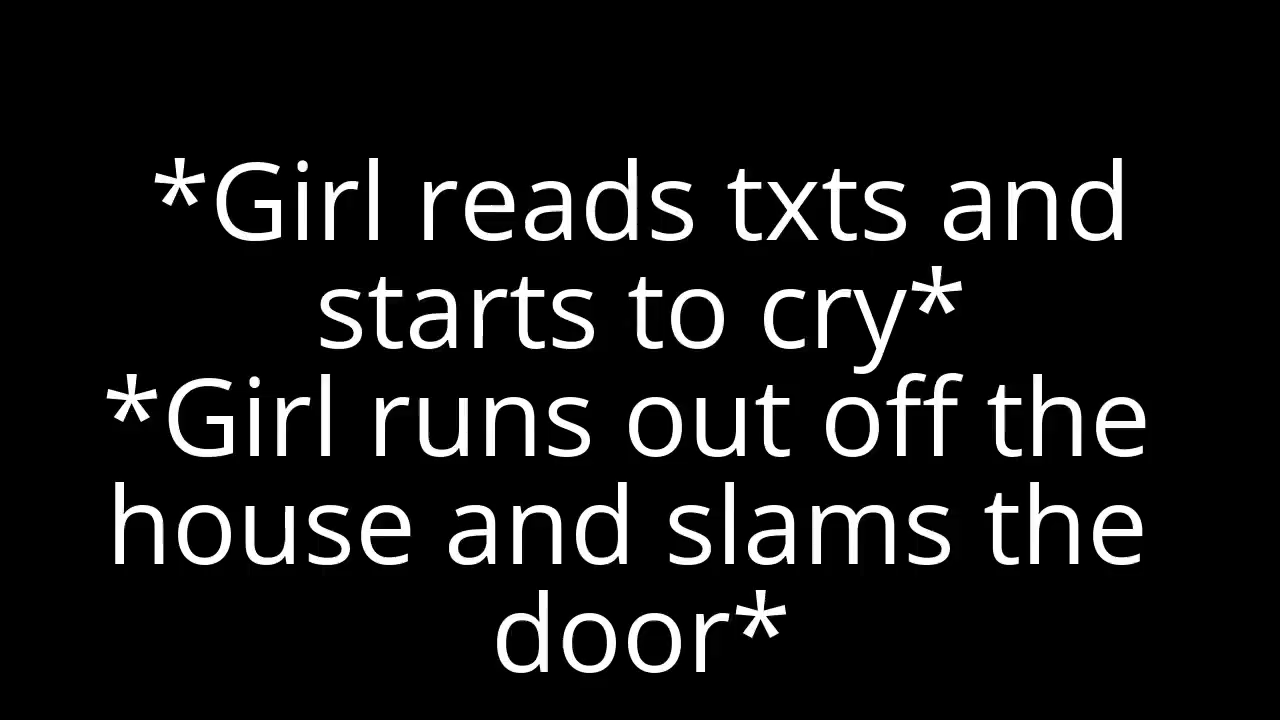 *Girl reads txts and
starts to cry*
*Girl runs out off the
house and slams the
door*